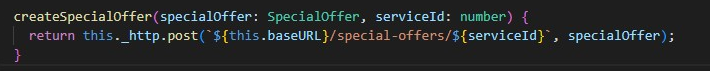 createSpecialOffer(specialOffer: SpecialOffer, serviceId: number) {
return this._http.post(`${this.baseURL}/special-offers/${serviceId}`, specialOffer);
}